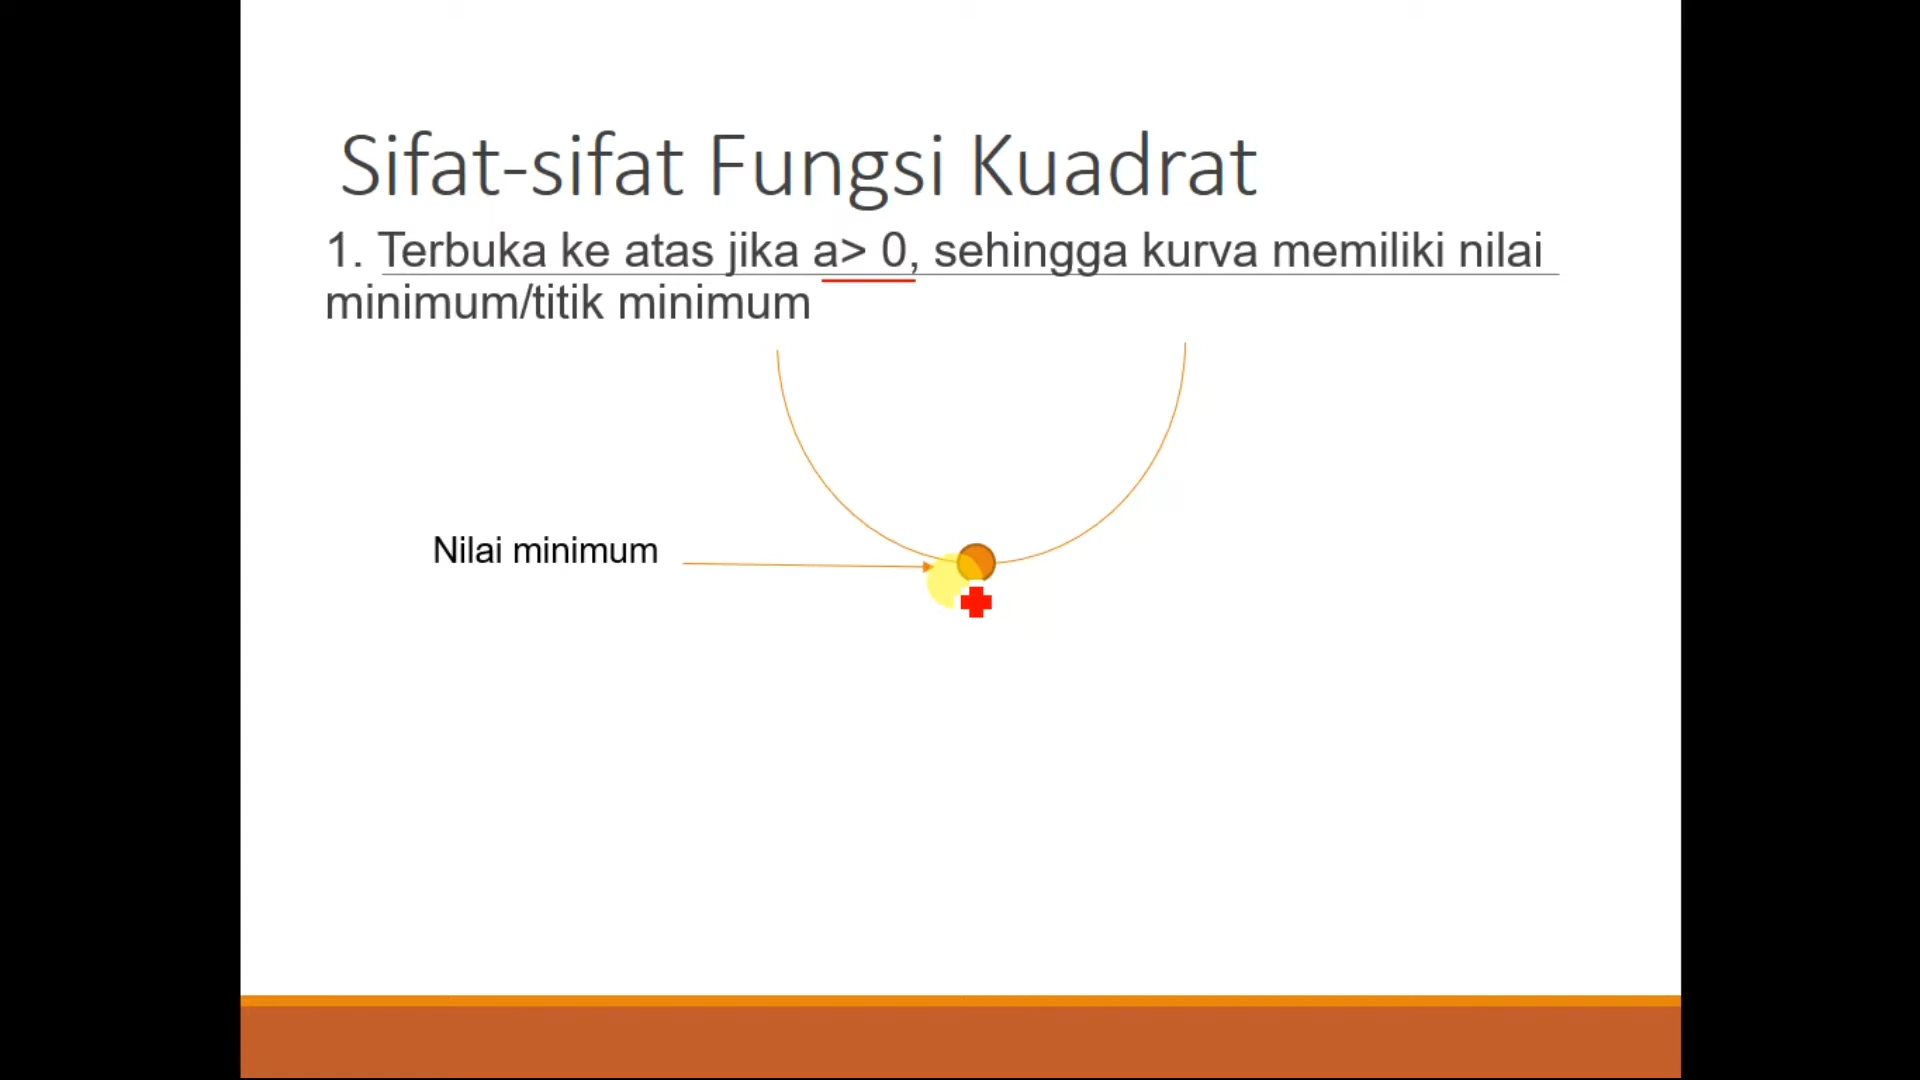 Sifat-sifat Fungsi Kuadrat
1. Terbuka ke atas jika a> 0, sehingga kurva memiliki nilai
minimum/titik minimum
Nilai minimum